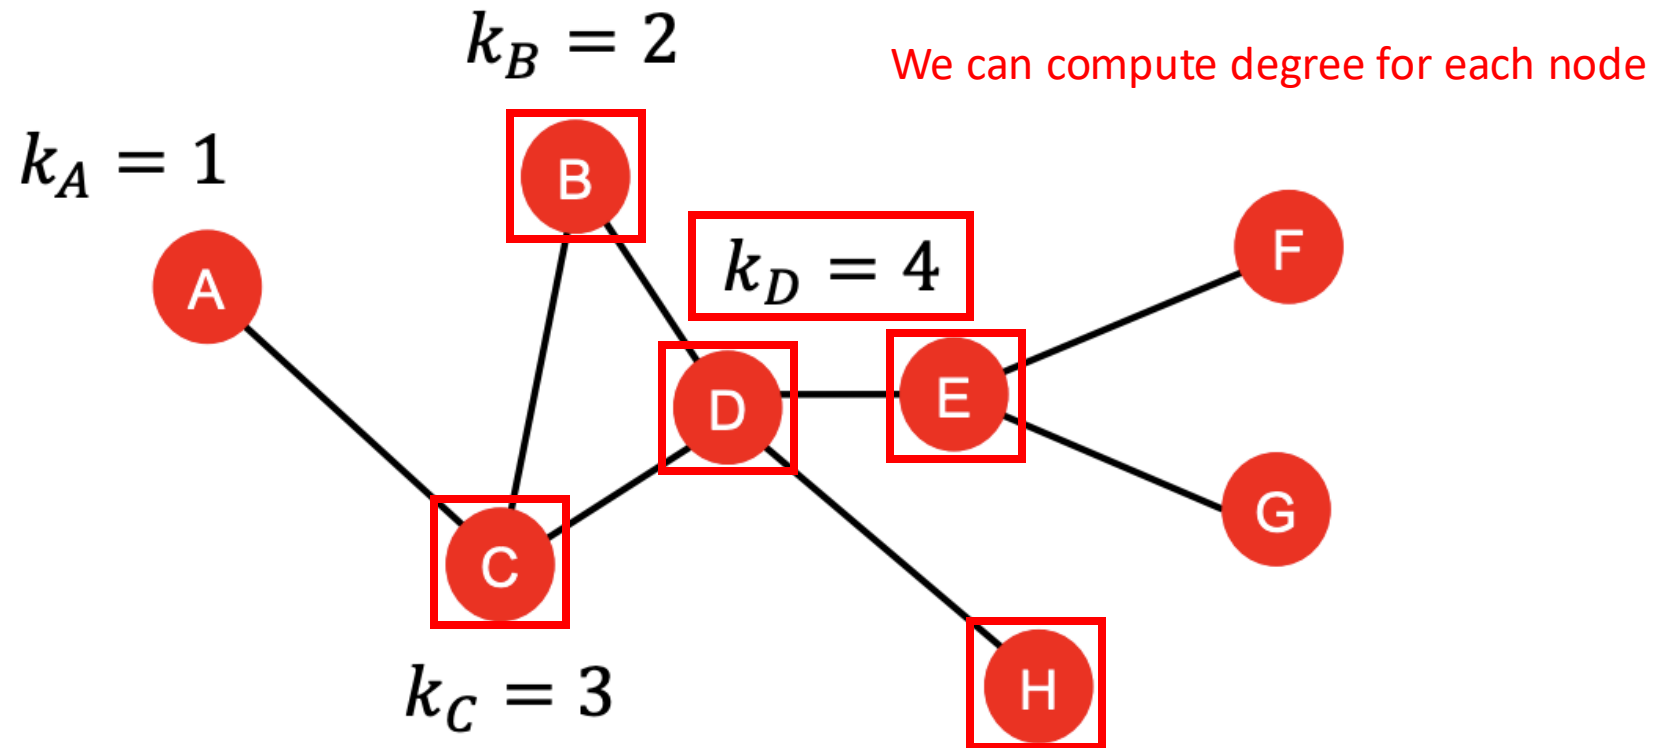 k_B = 2
We can compute degree for each node
k_A = 1
B
F
k_D = 4
A
D
E
G
C
H
k_C = 3